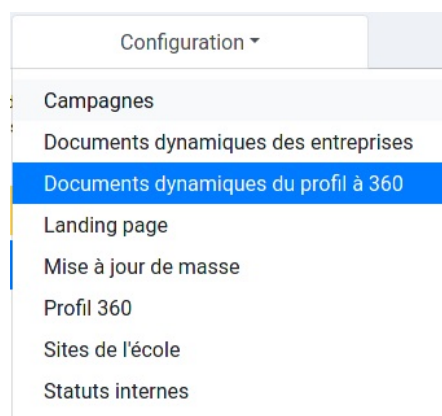 Configuration
Campagnes
Documents dynamiques des entreprises
Documents dynamiques du profil à 360
Landing page
Mise à jour de masse
Profil 360
Sites de l'école
Statuts internes